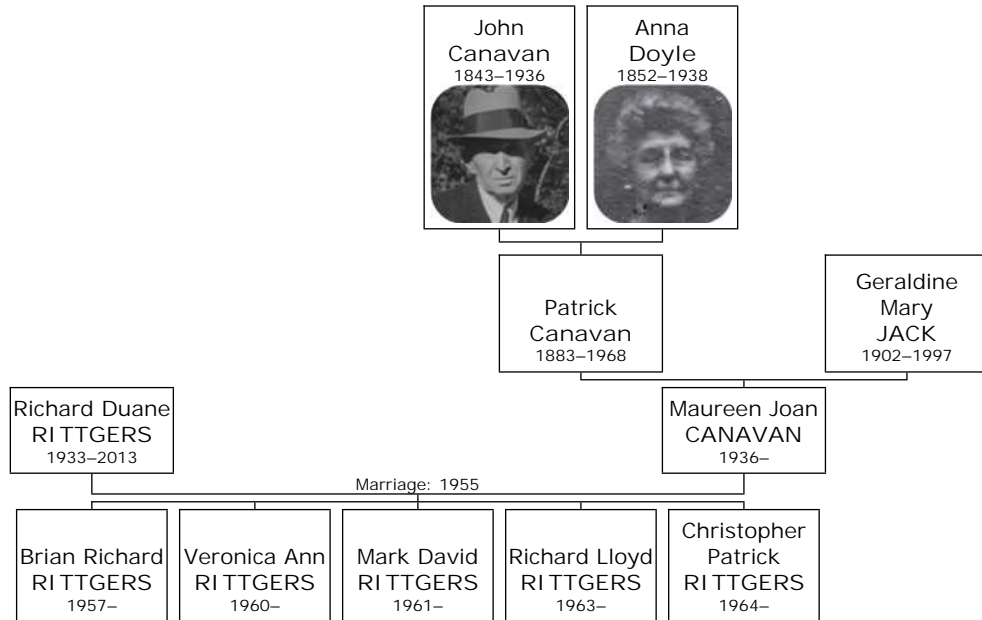 John
Canavan
1843–1936
Anna
Doyle
1852–1938
Patrick
Canavan
1883–1968
Geraldine
Mary
JACK
1902–1997
Richard Duane
RITTGERS
1933–2013
Maureen Joan
CANAVAN
1936–
Marriage: 1955
Brian Richard
RITTGERS
1957–
Veronica Ann
RITTGERS
1960–
Mark David
RITTGERS
1961–
Richard Lloyd
RITTGERS
1963–
Christopher
Patrick
RITTGERS
1964–